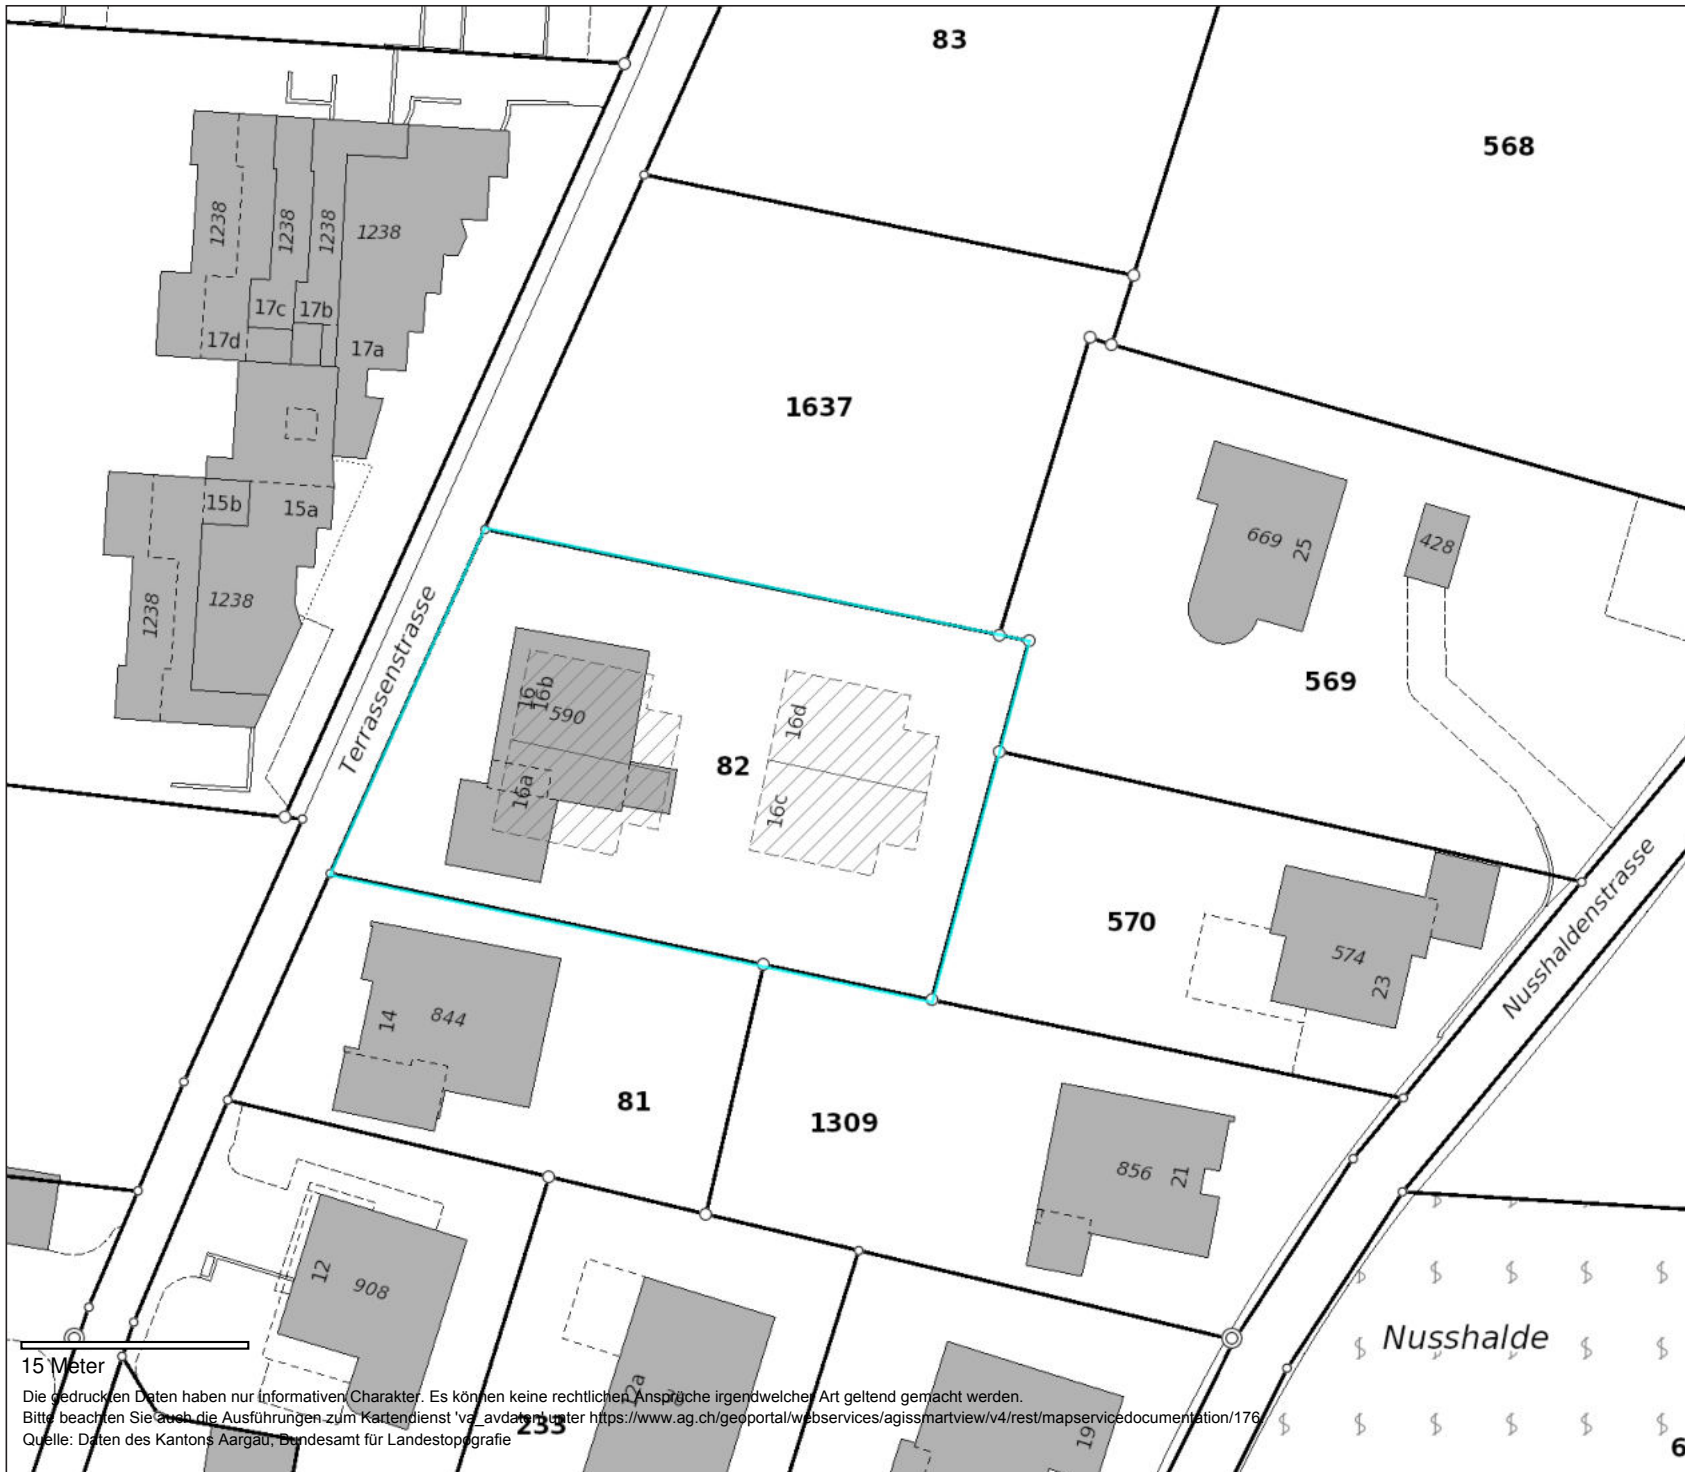 83
568
1238
1238
1238
1238
17c
17b
17d
17a
1637
15b
15a
669
25
428
1238
1238
Terrassenstrasse
569
16
16b
590
16d
82
16a
16c
570
574
23
Nusshaldenstrasse
14
844
81
1309
856
21
12
908
Nusshalde
15 Meter
12a
19
233
6
Die gedruckten Daten haben nur informativen Charakter. Es können keine rechtlichen Ansprüche irgendwelcher Art geltend gemacht werden.
Bitte beachten Sie auch die Ausführungen zum Kartendienst 'va_avdaten' unter https://www.ag.ch/geoportal/webservices/agissmartview/v4/rest/mapservicedocumentation/176
Quelle: Daten des Kantons Aargau, Bundesamt für Landestopografie